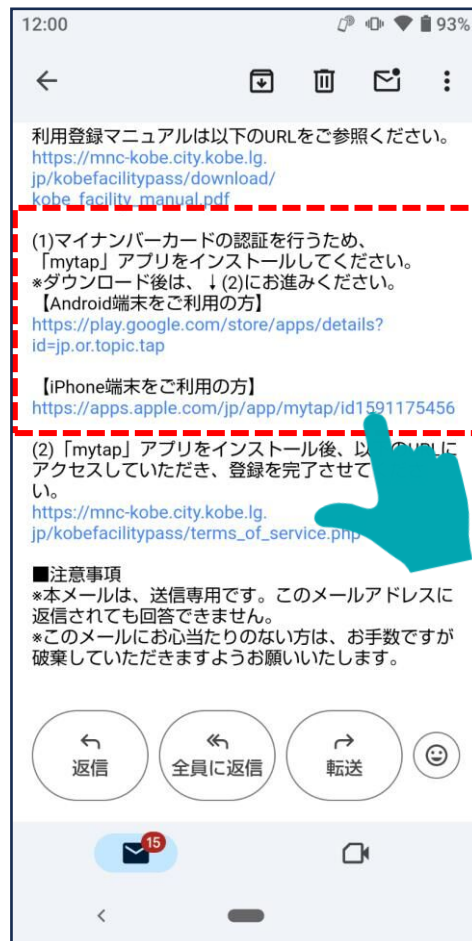 12:00
93%
利用登録マニュアルは以下のURLをご参照ください。
https://mnc-kobe.city.kobe.lg.
jp/kobefacilitypass/download/
kobe_facility_manual.pdf
(1)マイナンバーカードの認証を行うため、
「mytap」アプリをインストールしてください。
*ダウンロード後は、↓(2)にお進みください。
【Android端末をご利用の方】
https://play.google.com/store/apps/details?
id=jp.or.topic.tap
【iPhone端末をご利用の方】
https://apps.apple.com/jp/app/mytap/id1591175456
(2)「mytap」アプリをインストール後、以 のURLに
アクセスしていただき、登録を完了させて
い。
https://mnc-kobe.city.kobe.lg.
jp/kobefacilitypass/terms_of_service.php
■注意事項
*本メールは、送信専用です。このメールアドレスに
返信されても回答できません。
*このメールにお心当たりのない方は、お手数ですが
破棄していただきますようお願いいたします。
返信
全員に返信
転送
15